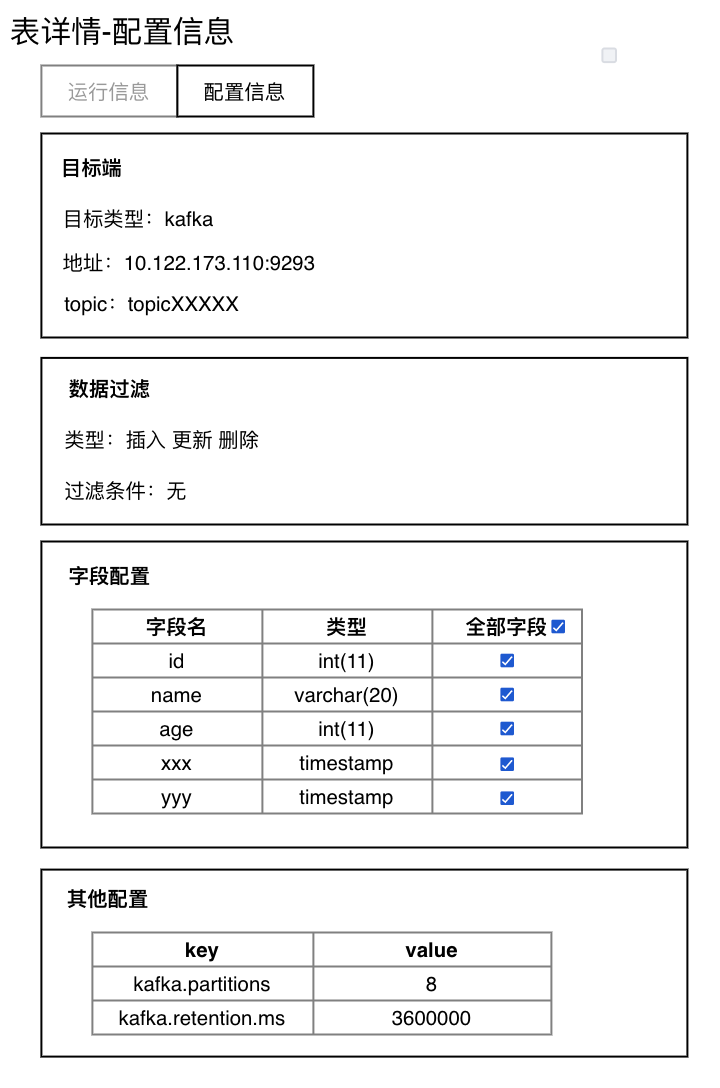 表详情-配置信息
运行信息 配置信息
目标端
目标类型：kafka
地址：10.122.173.110:9293
topic：topicXXXXX
数据过滤
类型：插入 更新 删除
过滤条件：无
字段配置
字段名 类型 全部字段
id int(11)
name varchar(20)
age int(11)
xxx timestamp
yyy timestamp
其他配置
key value
kafka.partitions 8
kafka.retention.ms 3600000